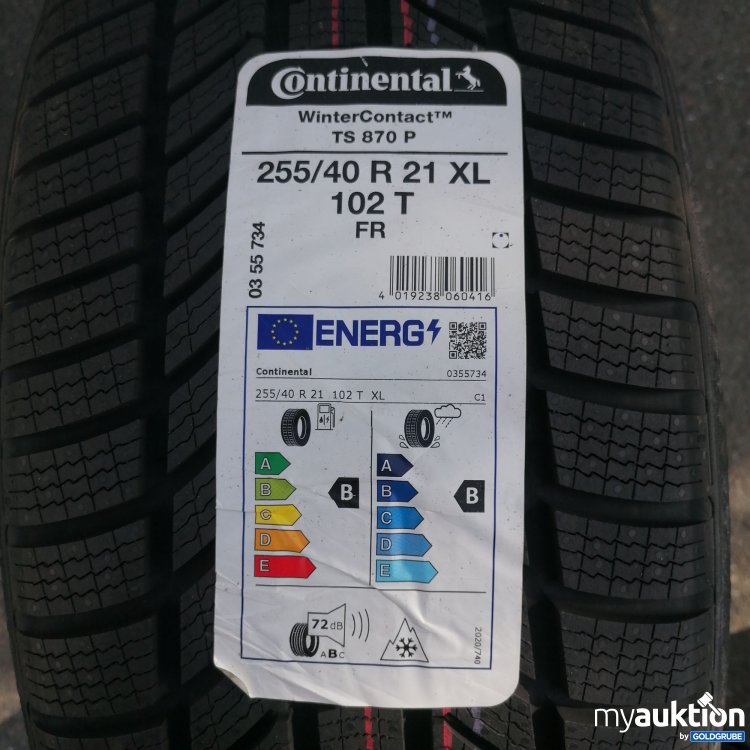 Continental
WinterContact™
TS 870 P
255/40 R 21 XL
102 T
FR
03 55 734
4 019238 060416
ENERG
Continental 0355734
255/40 R 21 102 T XL C1
A A
B B B B
C C
D D
E E
72 dB
ABC
2020/740
myauktion
by GOLDGRUBE